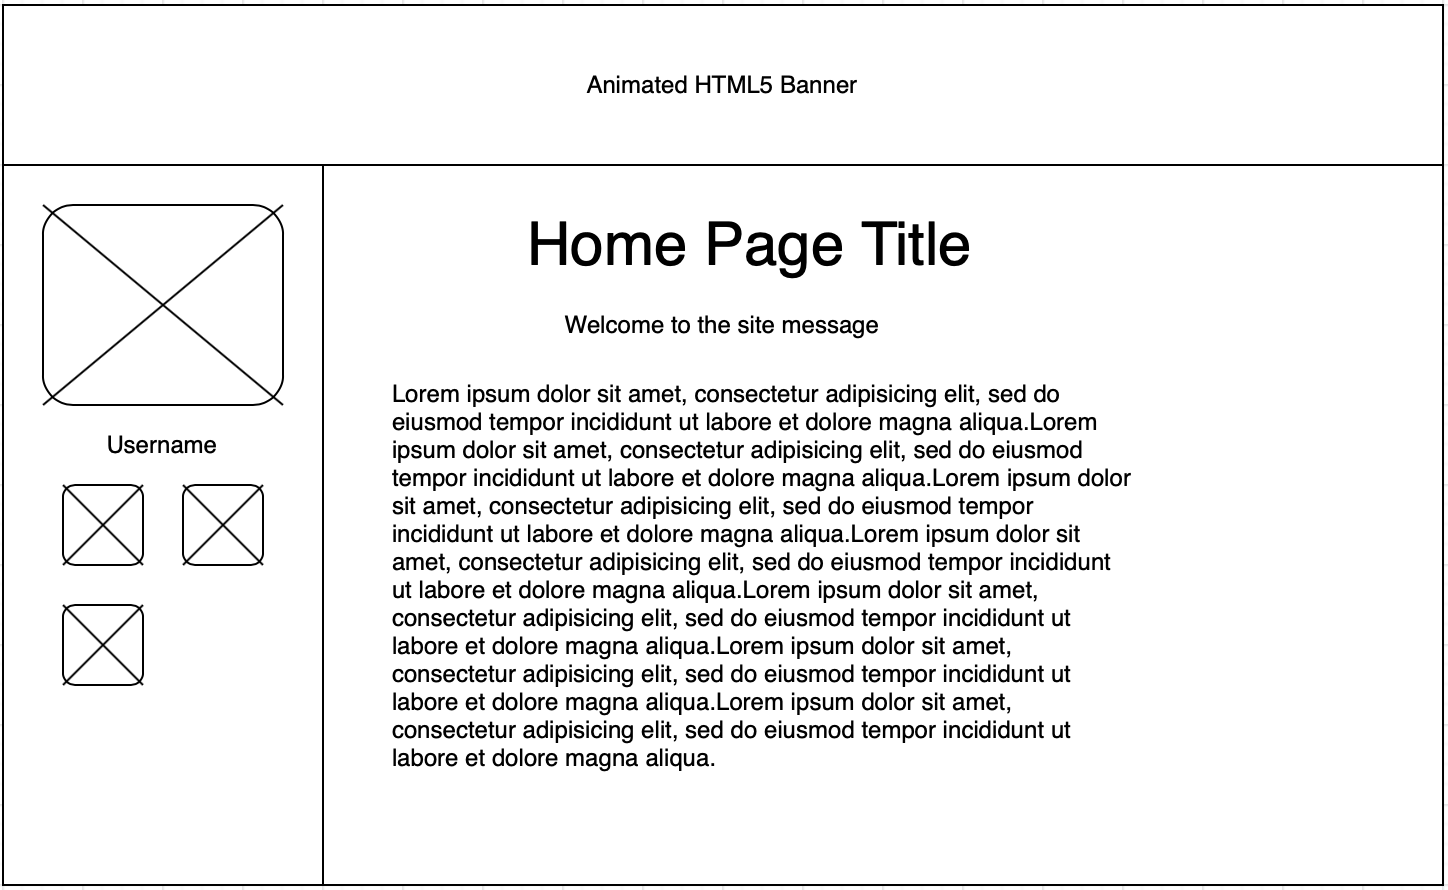 Animated HTML5 Banner
Home Page Title
Welcome to the site message
Username
Lorem ipsum dolor sit amet, consectetur adipisicing elit, sed do
eiusmod tempor incididunt ut labore et dolore magna aliqua.Lorem
ipsum dolor sit amet, consectetur adipisicing elit, sed do eiusmod
tempor incididunt ut labore et dolore magna aliqua.Lorem ipsum dolor
sit amet, consectetur adipisicing elit, sed do eiusmod tempor
incididunt ut labore et dolore magna aliqua.Lorem ipsum dolor sit
amet, consectetur adipisicing elit, sed do eiusmod tempor incididunt
ut labore et dolore magna aliqua.Lorem ipsum dolor sit amet,
consectetur adipisicing elit, sed do eiusmod tempor incididunt ut
labore et dolore magna aliqua.Lorem ipsum dolor sit amet,
consectetur adipisicing elit, sed do eiusmod tempor incididunt ut
labore et dolore magna aliqua.Lorem ipsum dolor sit amet,
consectetur adipisicing elit, sed do eiusmod tempor incididunt ut
labore et dolore magna aliqua.